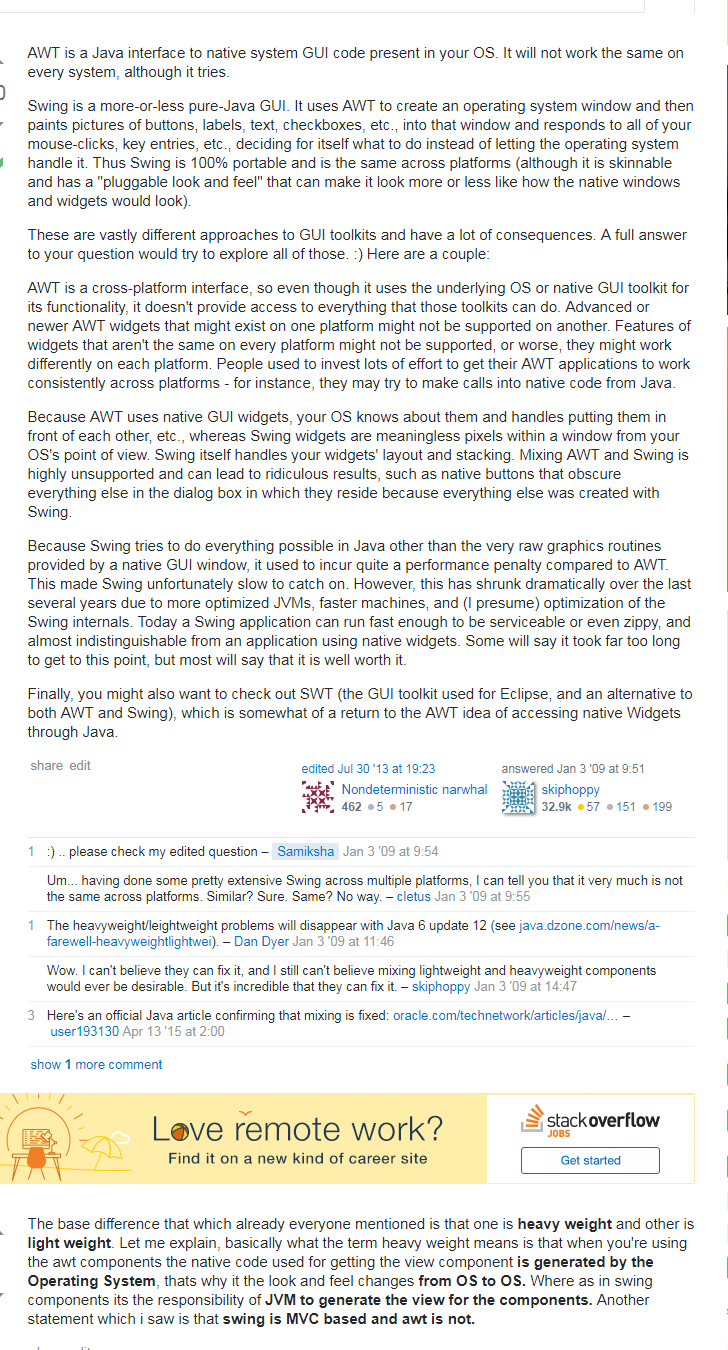 AWT is a Java interface to native system GUI code present in your OS. It will not work the same on
every system, although it tries.
Swing is a more-or-less pure-Java GUI. It uses AWT to create an operating system window and then
paints pictures of buttons, labels, text, checkboxes, etc., into that window and responds to all of your
mouse-clicks, key entries, etc., deciding for itself what to do instead of letting the operating system
handle it. Thus Swing is 100% portable and is the same across platforms (although it is skinnable
and has a "pluggable look and feel" that can make it look more or less like how the native windows
and widgets would look).
These are vastly different approaches to GUI toolkits and have a lot of consequences. A full answer
to your question would try to explore all of those. :) Here are a couple:
AWT is a cross-platform interface, so even though it uses the underlying OS or native GUI toolkit for
its functionality, it doesn't provide access to everything that those toolkits can do. Advanced or
newer AWT widgets that might exist on one platform might not be supported on another. Features of
widgets that aren't the same on every platform might not be supported, or worse, they might work
differently on each platform. People used to invest lots of effort to get their AWT applications to work
consistently across platforms - for instance, they may try to make calls into native code from Java.
Because AWT uses native GUI widgets, your OS knows about them and handles putting them in
front of each other, etc., whereas Swing widgets are meaningless pixels within a window from your
OS's point of view. Swing itself handles your widgets' layout and stacking. Mixing AWT and Swing is
highly unsupported and can lead to ridiculous results, such as native buttons that obscure
everything else in the dialog box in which they reside because everything else was created with
Swing.
Because Swing tries to do everything possible in Java other than the very raw graphics routines
provided by a native GUI window, it used to incur quite a performance penalty compared to AWT.
This made Swing unfortunately slow to catch on. However, this has shrunk dramatically over the last
several years due to more optimized JVMs, faster machines, and (I presume) optimization of the
Swing internals. Today a Swing application can run fast enough to be serviceable or even zippy, and
almost indistinguishable from an application using native widgets. Some will say it took far too long
to get to this point, but most will say that it is well worth it.
Finally, you might also want to check out SWT (the GUI toolkit used for Eclipse, and an alternative to
both AWT and Swing), which is somewhat of a return to the AWT idea of accessing native Widgets
through Java.
share edit
edited Jul 30 '13 at 19:23
Nondeterministic narwhal
462 5 17
answered Jan 3 '09 at 9:51
skiphoppy
32.9k 57 151 199
1 :) .. please check my edited question – Samiksha Jan 3 '09 at 9:54
Um... having done some pretty extensive Swing across multiple platforms, I can tell you that it very much is not
the same across platforms. Similar? Sure. Same? No way. – cletus Jan 3 '09 at 9:55
1 The heavyweight/leightweight problems will disappear with Java 6 update 12 (see java.dzone.com/news/a-
farewell-heavyweightlightwei). – Dan Dyer Jan 3 '09 at 11:46
Wow. I can't believe they can fix it, and I still can't believe mixing lightweight and heavyweight components
would ever be desirable. But it's incredible that they can fix it. – skiphoppy Jan 3 '09 at 14:47
3 Here's an official Java article confirming that mixing is fixed: oracle.com/technetwork/articles/java/… –
user193130 Apr 13 '15 at 2:00
show 1 more comment
Love remote work?
Find it on a new kind of career site
stackoverflow
JOBS
Get started
The base difference that which already everyone mentioned is that one is heavy weight and other is
light weight. Let me explain, basically what the term heavy weight means is that when you're using
the awt components the native code used for getting the view component is generated by the
Operating System, thats why it the look and feel changes from OS to OS. Where as in swing
components its the responsibility of JVM to generate the view for the components. Another
statement which i saw is that swing is MVC based and awt is not.